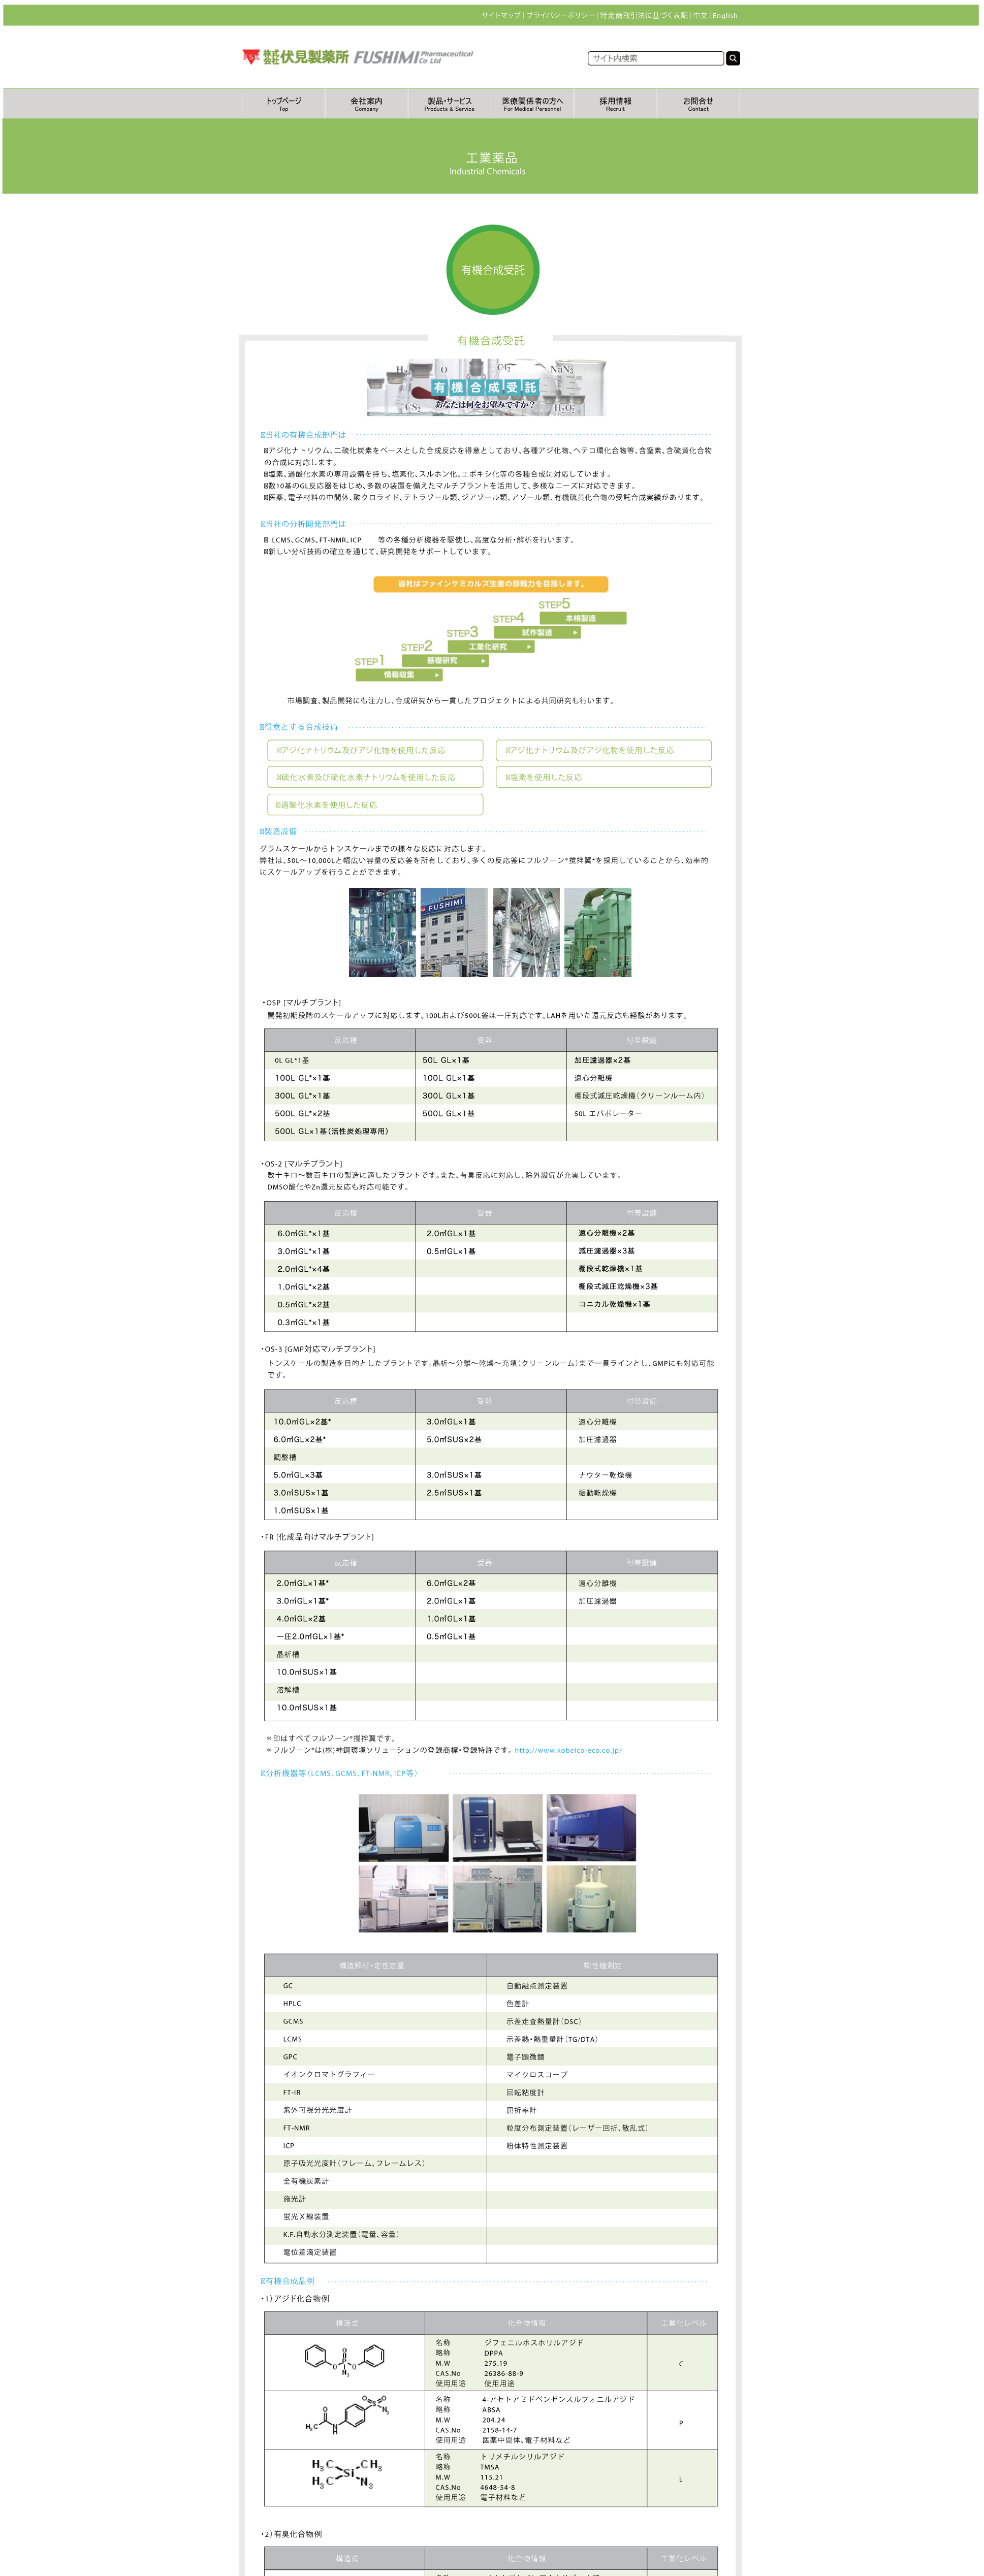 サイトマップ｜プライバシーポリシー｜特定商取引法に基づく表記｜中文｜English
株式会社伏見製薬所 FUSHIMI Pharmaceutical Co Ltd
サイト内検索
トップページ 会社案内 製品・サービス 医療関係者の方へ 採用情報 お問合せ
Top Company Products & Service For Medical Personnel Recruit Contact
工業薬品
Industrial Chemicals
有機合成受託
有機合成受託
H₂ O Cl₂ NaN₃
有機合成受託
あなたは何をお望みですか？
CS₂ H₂O₂
当社の有機合成部門は
アジ化ナトリウム、二硫化炭素をベースとした合成反応を得意としており、各種アジ化物、ヘテロ環化合物等、含窒素、含硫黄化合物
の合成に対応します。
塩素、過酸化水素の専用設備を持ち、塩素化、スルホン化、エポキシ化等の各種合成に対応しています。
数10基のGL反応器をはじめ、多数の装置を備えたマルチプラントを活用して、多様なニーズに対応できます。
医薬、電子材料の中間体、酸クロライド、テトラゾール類、ジアゾール類、アゾール類、有機硫黄化合物の受託合成実績があります。
当社の分析開発部門は
LCMS、GCMS、FT-NMR、ICP 等の各種分析機器を駆使し、高度な分析・解析を行います。
新しい分析技術の確立を通じて、研究開発をサポートしています。
当社はファインケミカルズ生産の即戦力を目指します。
STEP5
本格製造
STEP4
試作製造
STEP3
工業化研究
STEP2
基礎研究
STEP1
情報収集
市場調査、製品開発にも注力し、合成研究から一貫したプロジェクトによる共同研究も行います。
得意とする合成技術
アジ化ナトリウム及びアジ化物を使用した反応 アジ化ナトリウム及びアジ化物を使用した反応
硫化水素及び硫化水素ナトリウムを使用した反応 塩素を使用した反応
過酸化水素を使用した反応
製造設備
グラムスケールからトンスケールまでの様々な反応に対応します。
弊社は、50L～10,000Lと幅広い容量の反応釜を所有しており、多くの反応釜にフルゾーン*撹拌翼*を採用していることから、効率的
にスケールアップを行うことができます。
FUSHIMI
・OSP [マルチプラント]
開発初期段階のスケールアップに対応します。100Lおよび500L釜は一圧対応です。LAHを用いた還元反応も経験があります。
反応槽 受器 付帯設備
0L GL*1基 50L GL×1基 加圧濾過器×2基
100L GL*×1基 100L GL×1基 遠心分離機
300L GL*×1基 300L GL×1基 棚段式減圧乾燥機（クリーンルーム内）
500L GL*×2基 500L GL×1基 50L エバポレーター
500L GL×1基（活性炭処理専用）
・OS-2 [マルチプラント]
数十キロ～数百キロの製造に適したプラントです。また、有臭反応に対応し、除外設備が充実しています。
DMSO酸化やZn還元反応も対応可能です。
反応槽 受器 付帯設備
6.0㎥GL*×1基 2.0㎥GL×1基 遠心分離機×2基
3.0㎥GL*×1基 0.5㎥GL×1基 減圧濾過器×3基
2.0㎥GL*×4基 棚段式乾燥機×1基
1.0㎥GL*×2基 棚段式減圧乾燥機×3基
0.5㎥GL*×2基 コニカル乾燥機×1基
0.3㎥GL*×1基
・OS-3 [GMP対応マルチプラント]
トンスケールの製造を目的としたプラントです。晶析～分離～乾燥～充填（クリーンルーム）まで一貫ラインとし、GMPにも対応可能
です。
反応槽 受器 付帯設備
10.0㎥GL×2基* 3.0㎥GL×1基 遠心分離機
6.0㎥GL×2基* 5.0㎥SUS×2基 加圧濾過器
調整槽
5.0㎥GL×3基 3.0㎥SUS×1基 ナウター乾燥機
3.0㎥SUS×1基 2.5㎥SUS×1基 振動乾燥機
1.0㎥SUS×1基
・FR [化成品向けマルチプラント]
反応槽 受器 付帯設備
2.0㎥GL×1基* 6.0㎥GL×2基 遠心分離機
3.0㎥GL×1基* 2.0㎥GL×1基 加圧濾過器
4.0㎥GL×2基 1.0㎥GL×1基
一圧2.0㎥GL×1基* 0.5㎥GL×1基
晶析槽
10.0㎥SUS×1基
溶解槽
10.0㎥SUS×1基
＊印はすべてフルゾーン*撹拌翼です。
＊フルゾーン*は(株)神鋼環境ソリューションの登録商標・登録特許です。 http://www.kobelco-eco.co.jp/
分析機器等（LCMS、GCMS、FT-NMR、ICP等）
構造解析・定性定量 物性値測定
GC 自動融点測定装置
HPLC 色差計
GCMS 示差走査熱量計（DSC）
LCMS 示差熱・熱重量計（TG/DTA）
GPC 電子顕微鏡
イオンクロマトグラフィー マイクロスコープ
FT-IR 回転粘度計
紫外可視分光光度計 屈折率計
FT-NMR 粒度分布測定装置（レーザー回折、散乱式）
ICP 粉体特性測定装置
原子吸光光度計（フレーム、フレームレス）
全有機炭素計
施光計
蛍光Ｘ線装置
K.F.自動水分測定装置（電量、容量）
電位差滴定装置
有機合成品例
・1）アジド化合物例
構造式 化合物情報 工業化レベル
名称 ジフェニルホスホリルアジド
略称 DPPA
M.W 275.19
CAS.No 26386-88-9
使用用途 使用用途
C
名称 4-アセトアミドベンゼンスルフォニルアジド
略称 ABSA
M.W 204.24
CAS.No 2158-14-7
使用用途 医薬中間体、電子材料など
P
名称 トリメチルシリルアジド
略称 TMSA
M.W 115.21
CAS.No 4648-54-8
使用用途 電子材料など
L
・2）有臭化合物例
構造式 化合物情報 工業化レベル